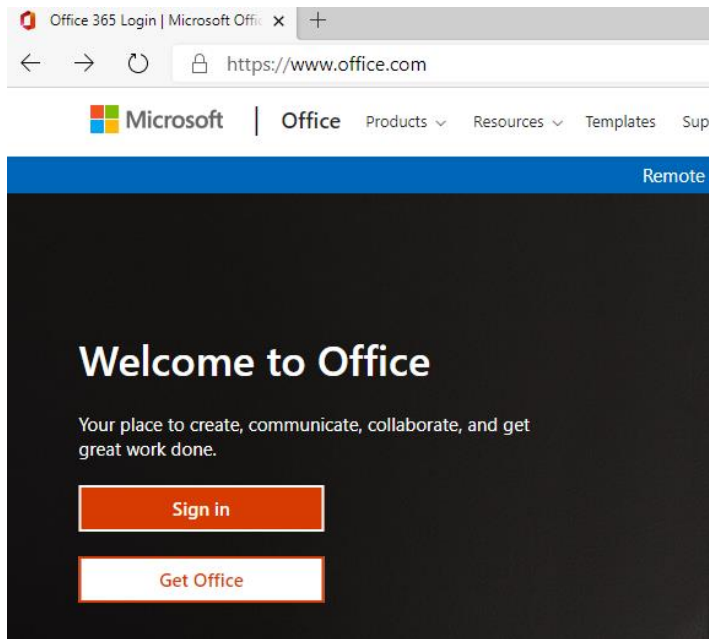 Office 365 Login | Microsoft Offic
https://www.office.com
Microsoft | Office Products Resources Templates Sup
Remote
Welcome to Office
Your place to create, communicate, collaborate, and get
great work done.
Sign in
Get Office